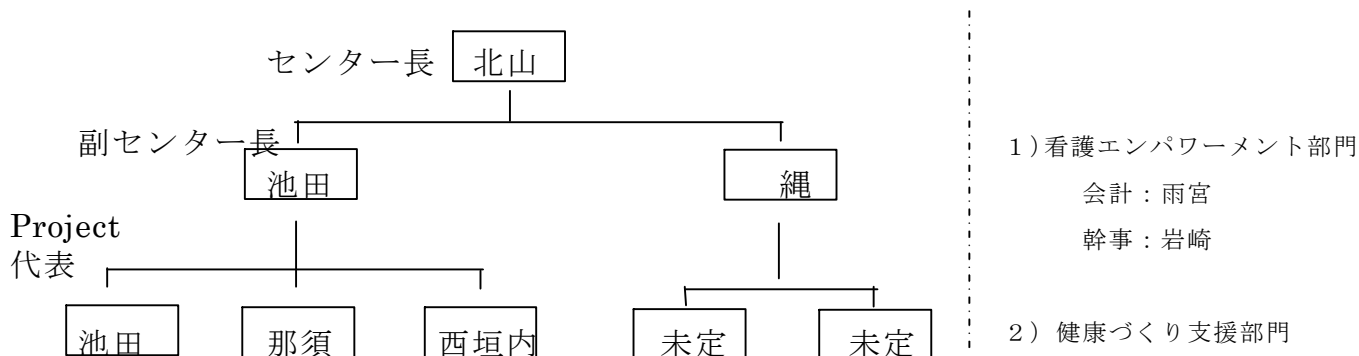 センター長 北山
副センター長
池田 縄
Project
代表
池田 那須 西垣内 未定 未定
1)看護エンパワーメント部門
会計：雨宮
幹事：岩崎
2) 健康づくり支援部門